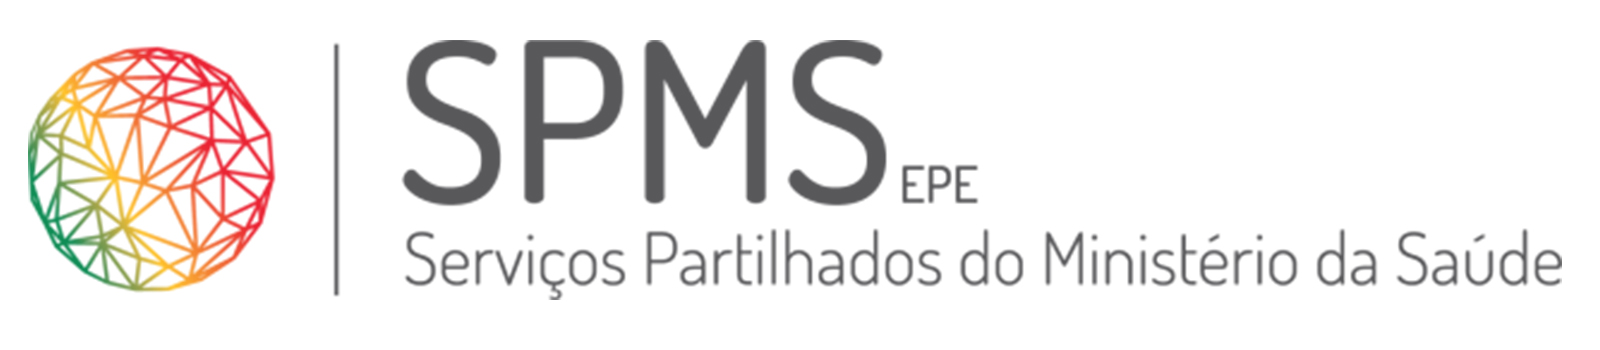 SPMS EPE
Serviços Partilhados do Ministério da Saúde